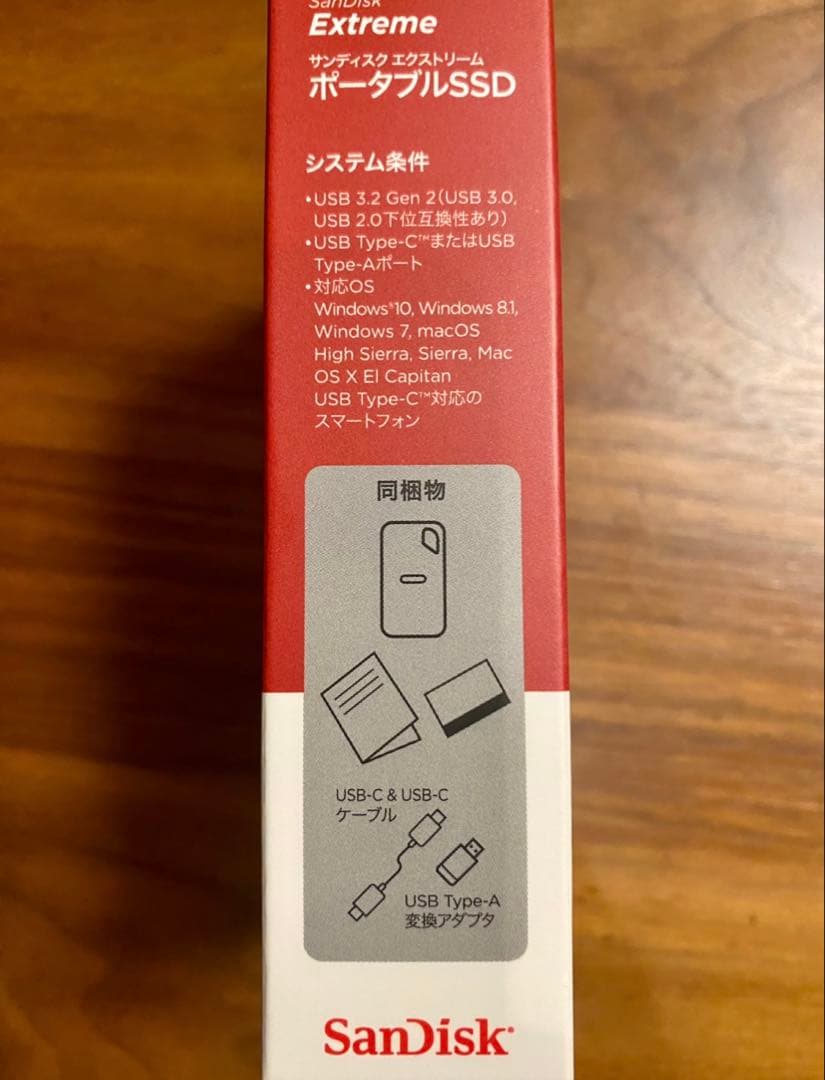 SanDisk
Extreme
サンディスク エクストリーム
ポータブルSSD
システム条件
•USB 3.2 Gen 2(USB 3.0,
USB 2.0下位互換性あり)
•USB Type-C™またはUSB
Type-Aポート
•対応OS
Windows®10, Windows 8.1,
Windows 7, macOS
High Sierra, Sierra, Mac
OS X El Capitan
USB Type-C™対応の
スマートフォン
同梱物
USB-C & USB-C
ケーブル
USB Type-A
変換アダプタ
SanDisk®